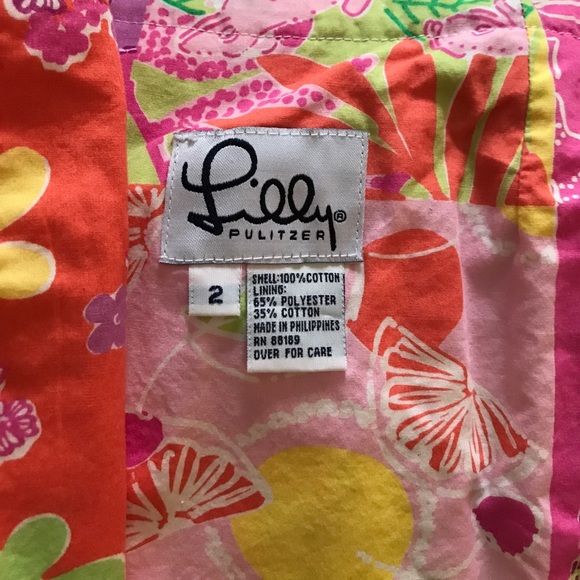 Lilly®
PULITZER
2
SHELL:100%COTTON
LINING:
65% POLYESTER
35% COTTON
MADE IN PHILIPPINES
RN 88189
OVER FOR CARE